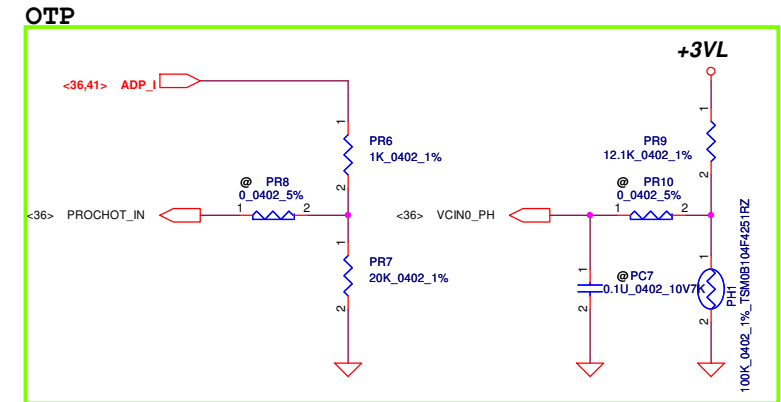 OTP
+3VL
<36,41> ADP_I
1
PR6
1K_0402_1%
2
1
PR9
12.1K_0402_1%
2
@ PR8
0_0402_5%
1 2
<36> PROCHOT_IN
@ PR10
0_0402_5%
1 2
<36> VCIN0_PH
1
PR7
20K_0402_1%
2
1
@PC7
0.1U_0402_10V7K
2
1
2
PH1
100K_0402_1%_TSM0B104F4251RZ